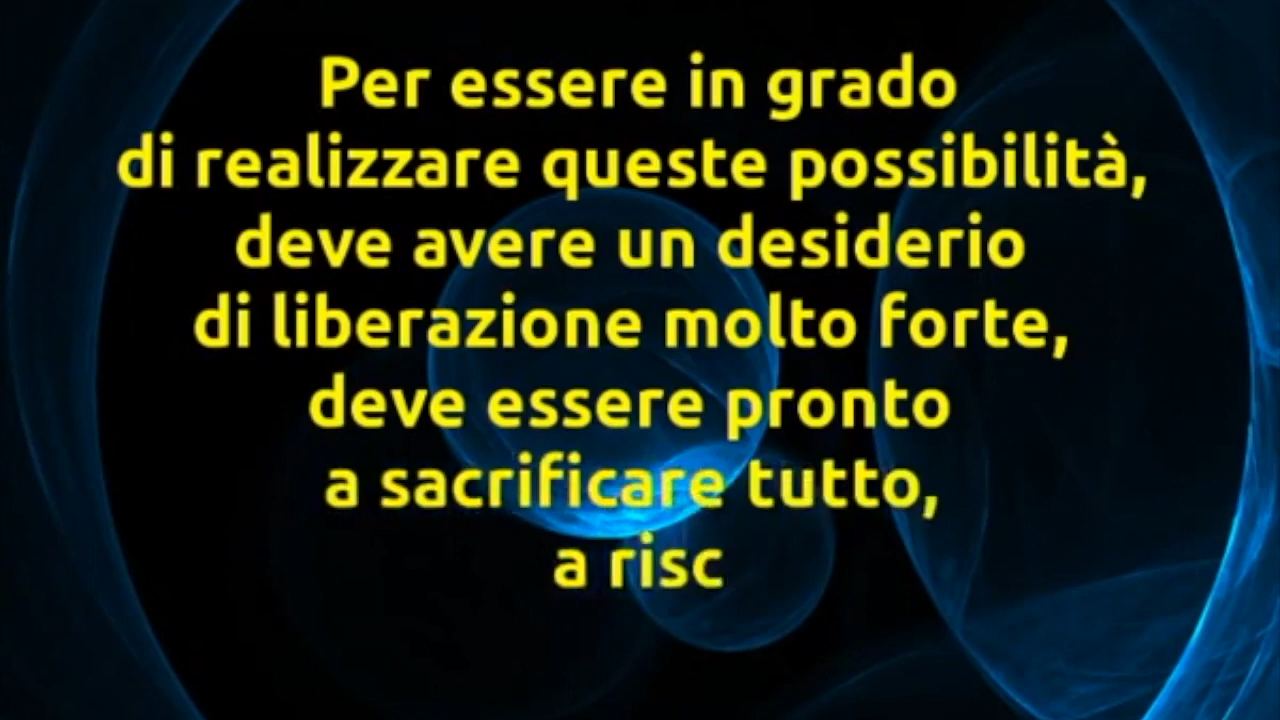 Per essere in grado
di realizzare queste possibilità,
deve avere un desiderio
di liberazione molto forte,
deve essere pronto
a sacrificare tutto,
a risc